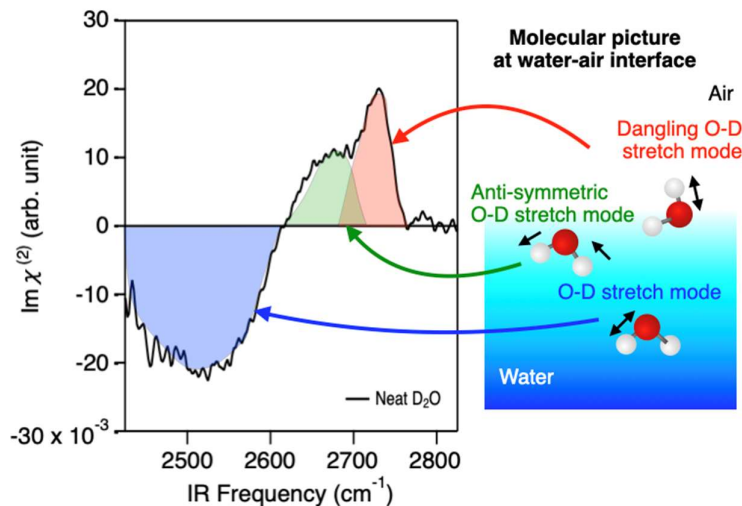 30
20
10
0
-10
-20
-30 x 10⁻³
Im χ⁽²⁾ (arb. unit)
2500
2600
2700
2800
IR Frequency (cm⁻¹)
Neat D₂O
Molecular picture
at water-air interface
Air
Dangling O-D
stretch mode
Anti-symmetric
O-D stretch mode
O-D stretch mode
Water